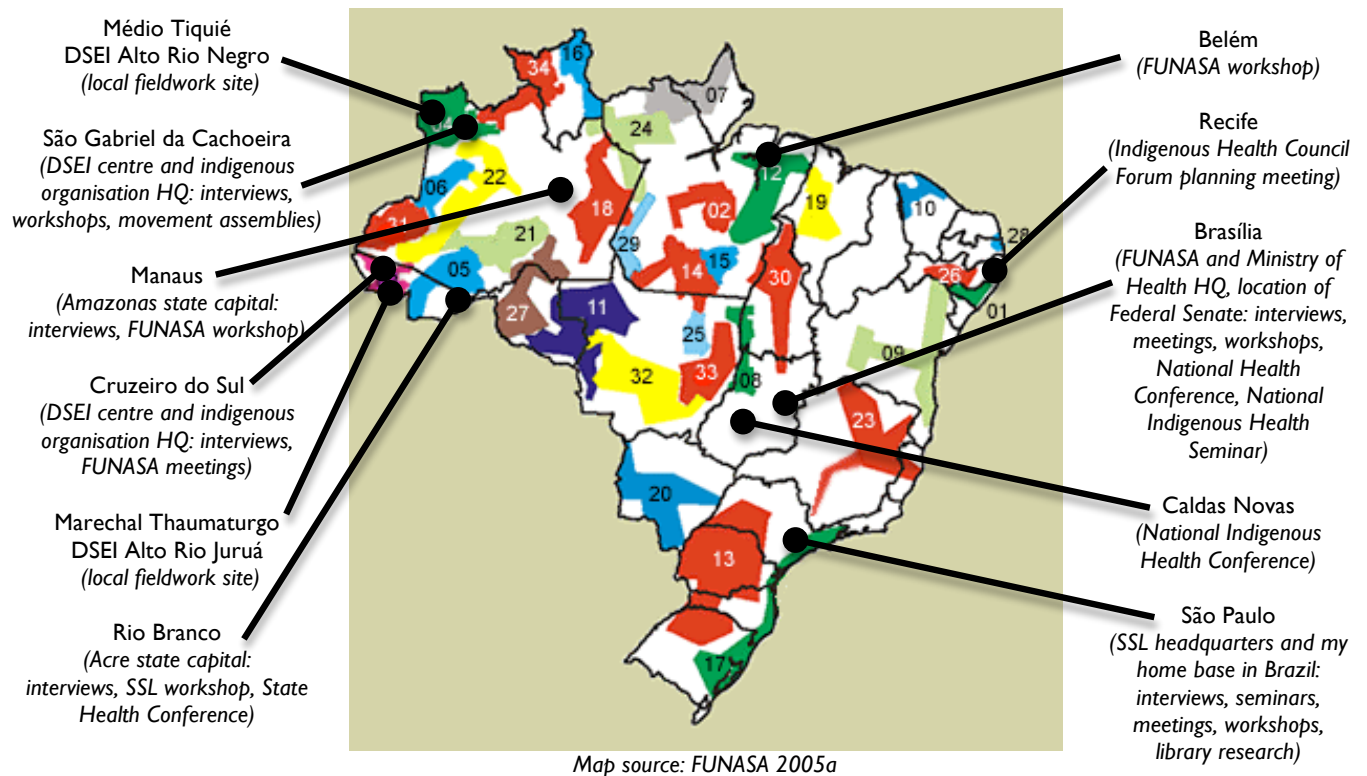 Médio Tiquié
DSEI Alto Rio Negro
(local fieldwork site)
São Gabriel da Cachoeira
(DSEI centre and indigenous
organisation HQ: interviews,
workshops, movement assemblies)
Manaus
(Amazonas state capital:
interviews, FUNASA workshop)
Cruzeiro do Sul
(DSEI centre and indigenous
organisation HQ: interviews,
FUNASA meetings)
Marechal Thaumaturgo
DSEI Alto Rio Juruá
(local fieldwork site)
Rio Branco
(Acre state capital:
interviews, SSL workshop, State
Health Conference)
16
34
07
24
12
22
06
19
10
18
02
31
21
28
29
15
05
14
30
26
11
27
01
25
09
32
33
08
23
20
13
17
Belém
(FUNASA workshop)
Recife
(Indigenous Health Council
Forum planning meeting)
Brasília
(FUNASA and Ministry of
Health HQ, location of
Federal Senate: interviews,
meetings, workshops,
National Health
Conference, National
Indigenous Health
Seminar)
Caldas Novas
(National Indigenous
Health Conference)
São Paulo
(SSL headquarters and my
home base in Brazil:
interviews, seminars,
meetings, workshops,
library research)
Map source: FUNASA 2005a